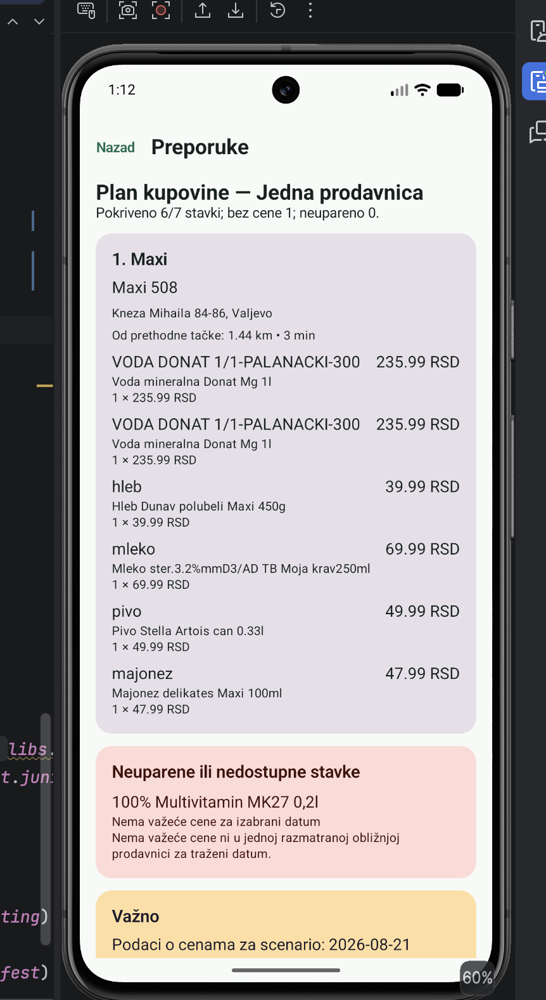 1:12
Nazad Preporuke
Plan kupovine — Jedna prodavnica
Pokriveno 6/7 stavki; bez cene 1; neupareno 0.
1. Maxi
Maxi 508
Kneza Mihaila 84-86, Valjevo
Od prethodne tačke: 1.44 km • 3 min
VODA DONAT 1/1-PALANACKI-300 235.99 RSD
Voda mineralna Donat Mg 1l
1 × 235.99 RSD
VODA DONAT 1/1-PALANACKI-300 235.99 RSD
Voda mineralna Donat Mg 1l
1 × 235.99 RSD
hleb 39.99 RSD
Hleb Dunav polubeli Maxi 450g
1 × 39.99 RSD
mleko 69.99 RSD
Mleko ster.3.2%mmD3/AD TB Moja krav250ml
1 × 69.99 RSD
pivo 49.99 RSD
Pivo Stella Artois can 0.33l
1 × 49.99 RSD
majonez 47.99 RSD
Majonez delikates Maxi 100ml
1 × 47.99 RSD
libs.
t.juni
Neuparene ili nedostupne stavke
100% Multivitamin MK27 0,2l
Nema važeće cene za izabrani datum
Nema važeće cene ni u jednoj razmatranoj obližnjoj
prodavnici za traženi datum.
ting)
Važno
Podaci o cenama za scenario: 2026-08-21
fest)
60%